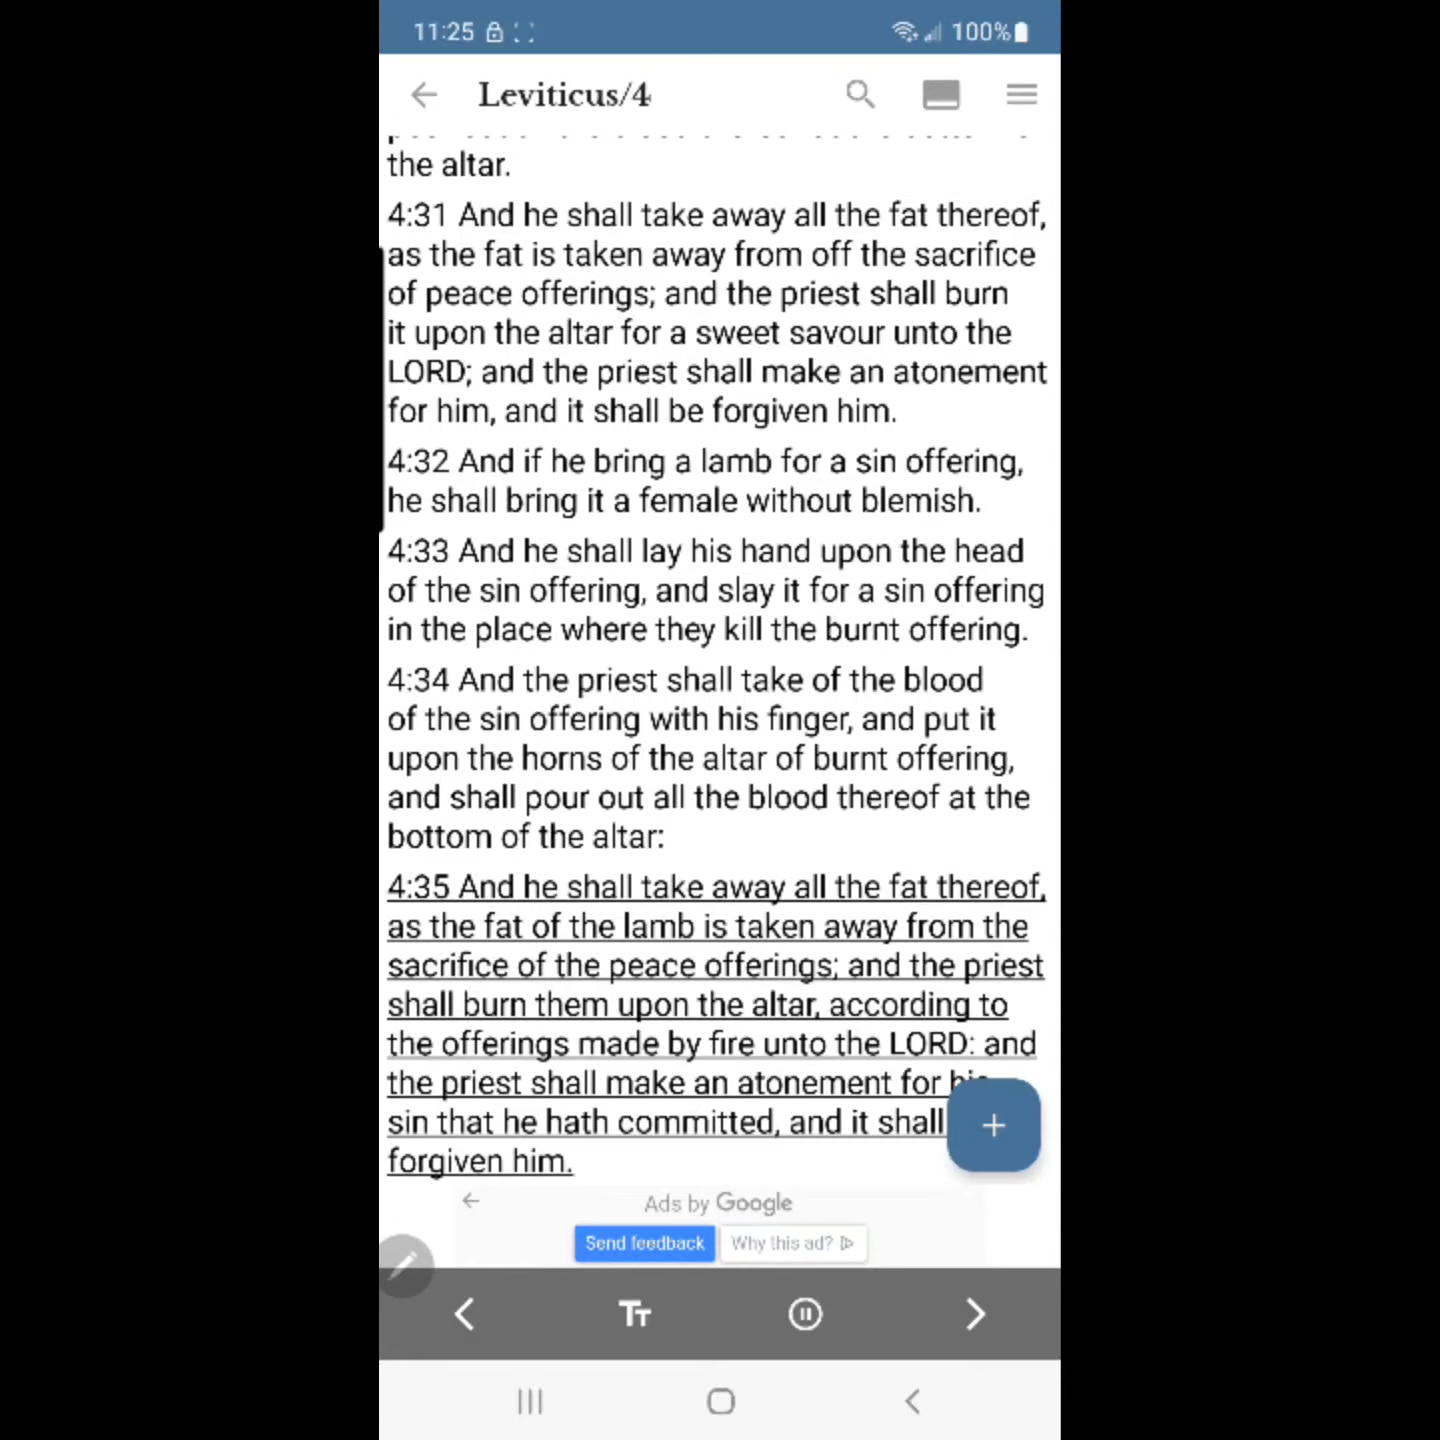 11:25
100%
Leviticus/4
the altar.
4:31 And he shall take away all the fat thereof,
as the fat is taken away from off the sacrifice
of peace offerings; and the priest shall burn
it upon the altar for a sweet savour unto the
LORD; and the priest shall make an atonement
for him, and it shall be forgiven him.
4:32 And if he bring a lamb for a sin offering,
he shall bring it a female without blemish.
4:33 And he shall lay his hand upon the head
of the sin offering, and slay it for a sin offering
in the place where they kill the burnt offering.
4:34 And the priest shall take of the blood
of the sin offering with his finger, and put it
upon the horns of the altar of burnt offering,
and shall pour out all the blood thereof at the
bottom of the altar:
4:35 And he shall take away all the fat thereof,
as the fat of the lamb is taken away from the
sacrifice of the peace offerings; and the priest
shall burn them upon the altar, according to
the offerings made by fire unto the LORD: and
the priest shall make an atonement for his
sin that he hath committed, and it shall
forgiven him.
Ads by Google
Send feedback
Why this ad?
TT